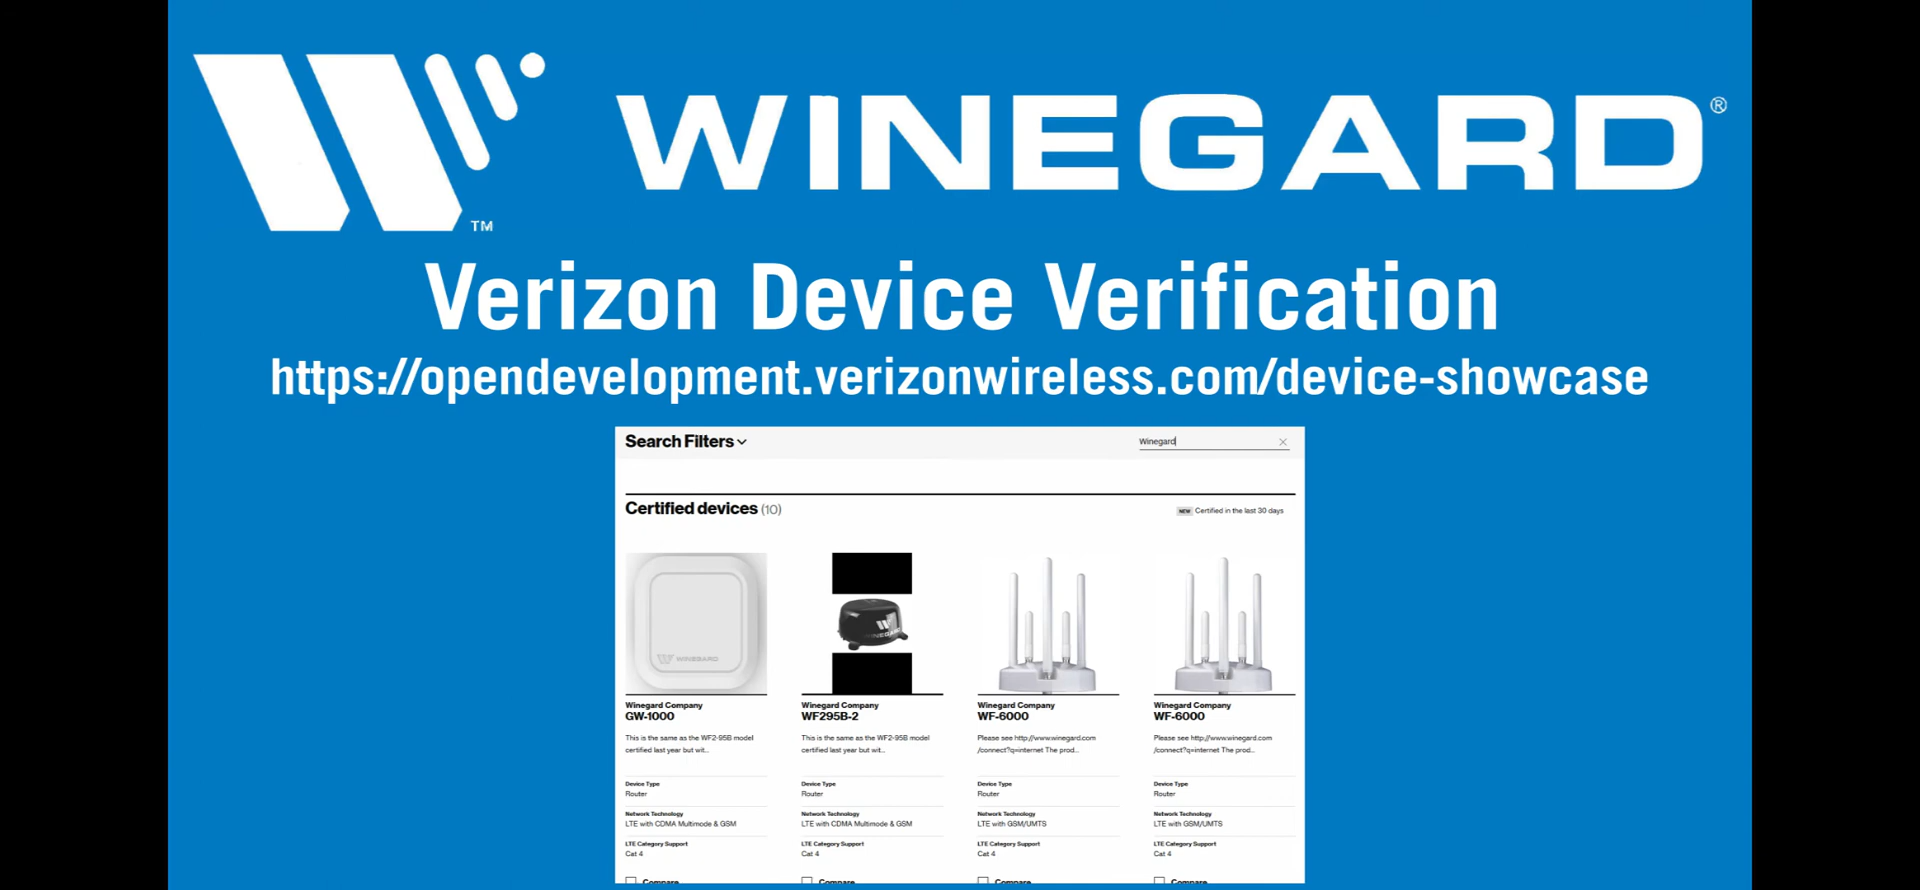 WINEGARD®
TM
Verizon Device Verification
https://opendevelopment.verizonwireless.com/device-showcase
Search Filters
Winegard
Certified devices (10)
NEW Certified in the last 30 days
WINEGARD
WINEGARD
Winegard Company
GW-1000
This is the same as the WF2-95B model
certified last year but wit...
Device Type
Router
Network Technology
LTE with CDMA Multimode & GSM
LTE Category Support
Cat 4
Compare
Winegard Company
WF295B-2
This is the same as the WF2-95B model
certified last year but wit...
Device Type
Router
Network Technology
LTE with CDMA Multimode & GSM
LTE Category Support
Cat 4
Compare
Winegard Company
WF-6000
Please see http://www.winegard.com
/connect?q=internet The prod...
Device Type
Router
Network Technology
LTE with GSM/UMTS
LTE Category Support
Cat 4
Compare
Winegard Company
WF-6000
Please see http://www.winegard.com
/connect?q=internet The prod...
Device Type
Router
Network Technology
LTE with GSM/UMTS
LTE Category Support
Cat 4
Compare